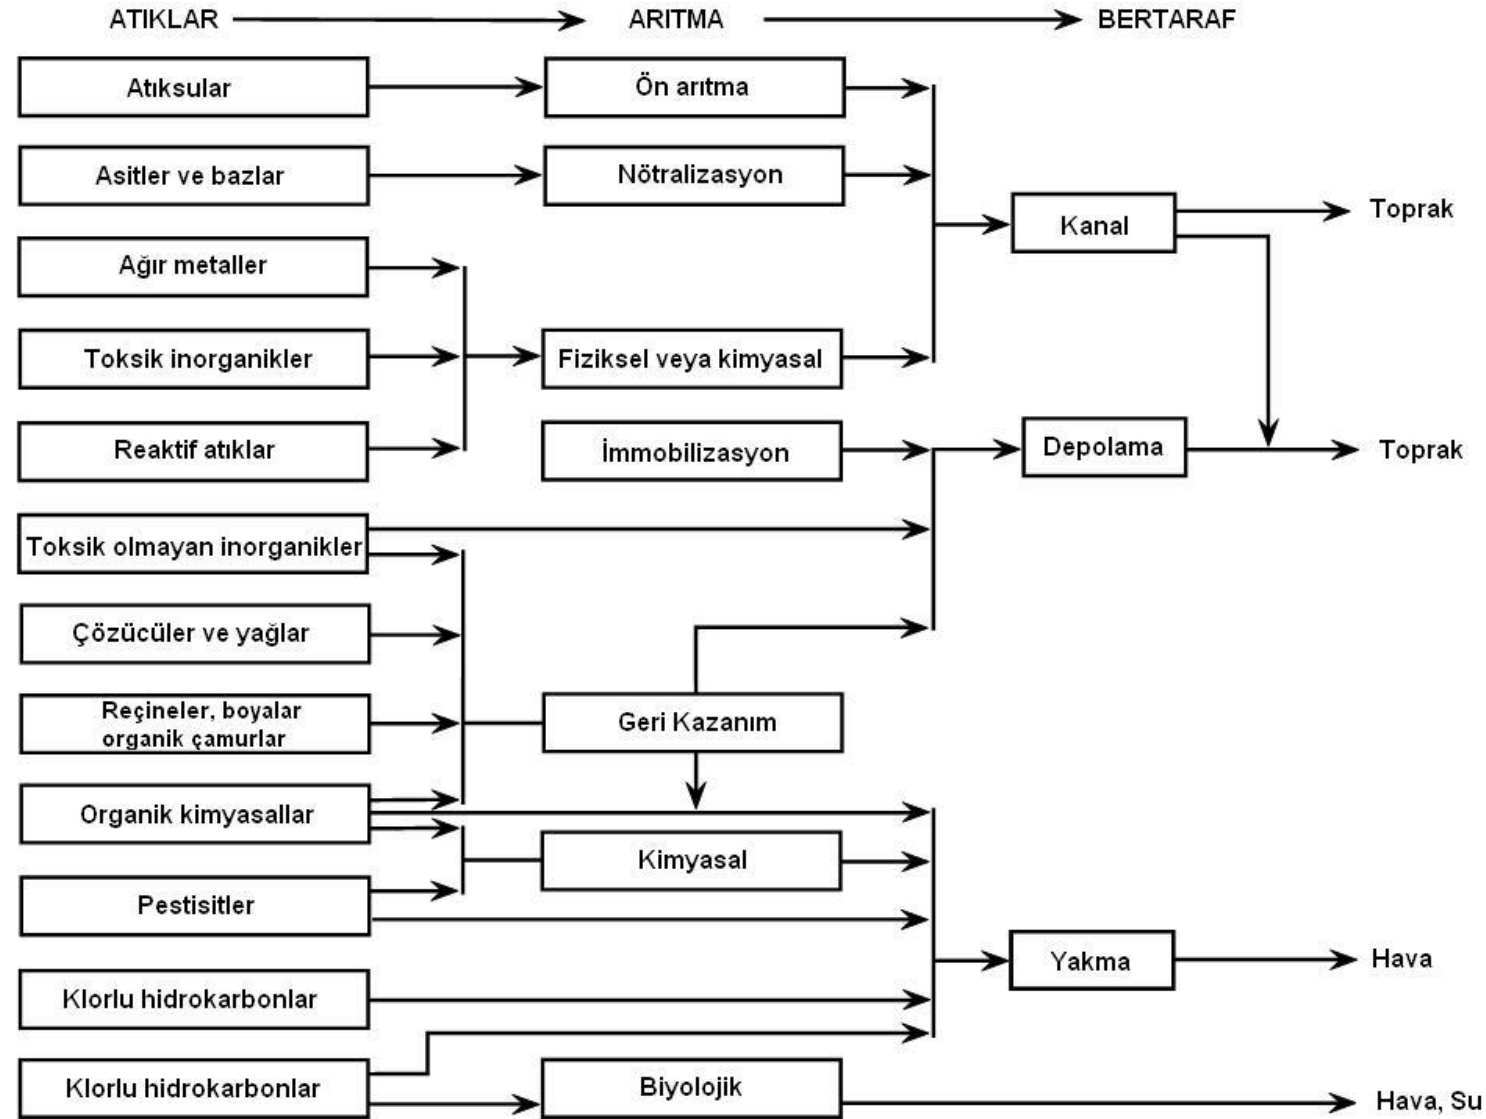 ATIKLAR
ARITMA
BERTARAF
Atıksular
Ön arıtma
Asitler ve bazlar
Nötralizasyon
Kanal
Toprak
Ağır metaller
Toksik inorganikler
Fiziksel veya kimyasal
Reaktif atıklar
İmmobilizasyon
Depolama
Toprak
Toksik olmayan inorganikler
Çözücüler ve yağlar
Reçineler, boyalar
organik çamurlar
Geri Kazanım
Organik kimyasallar
Kimyasal
Pestisitler
Yakma
Hava
Klorlu hidrokarbonlar
Klorlu hidrokarbonlar
Biyolojik
Hava, Su